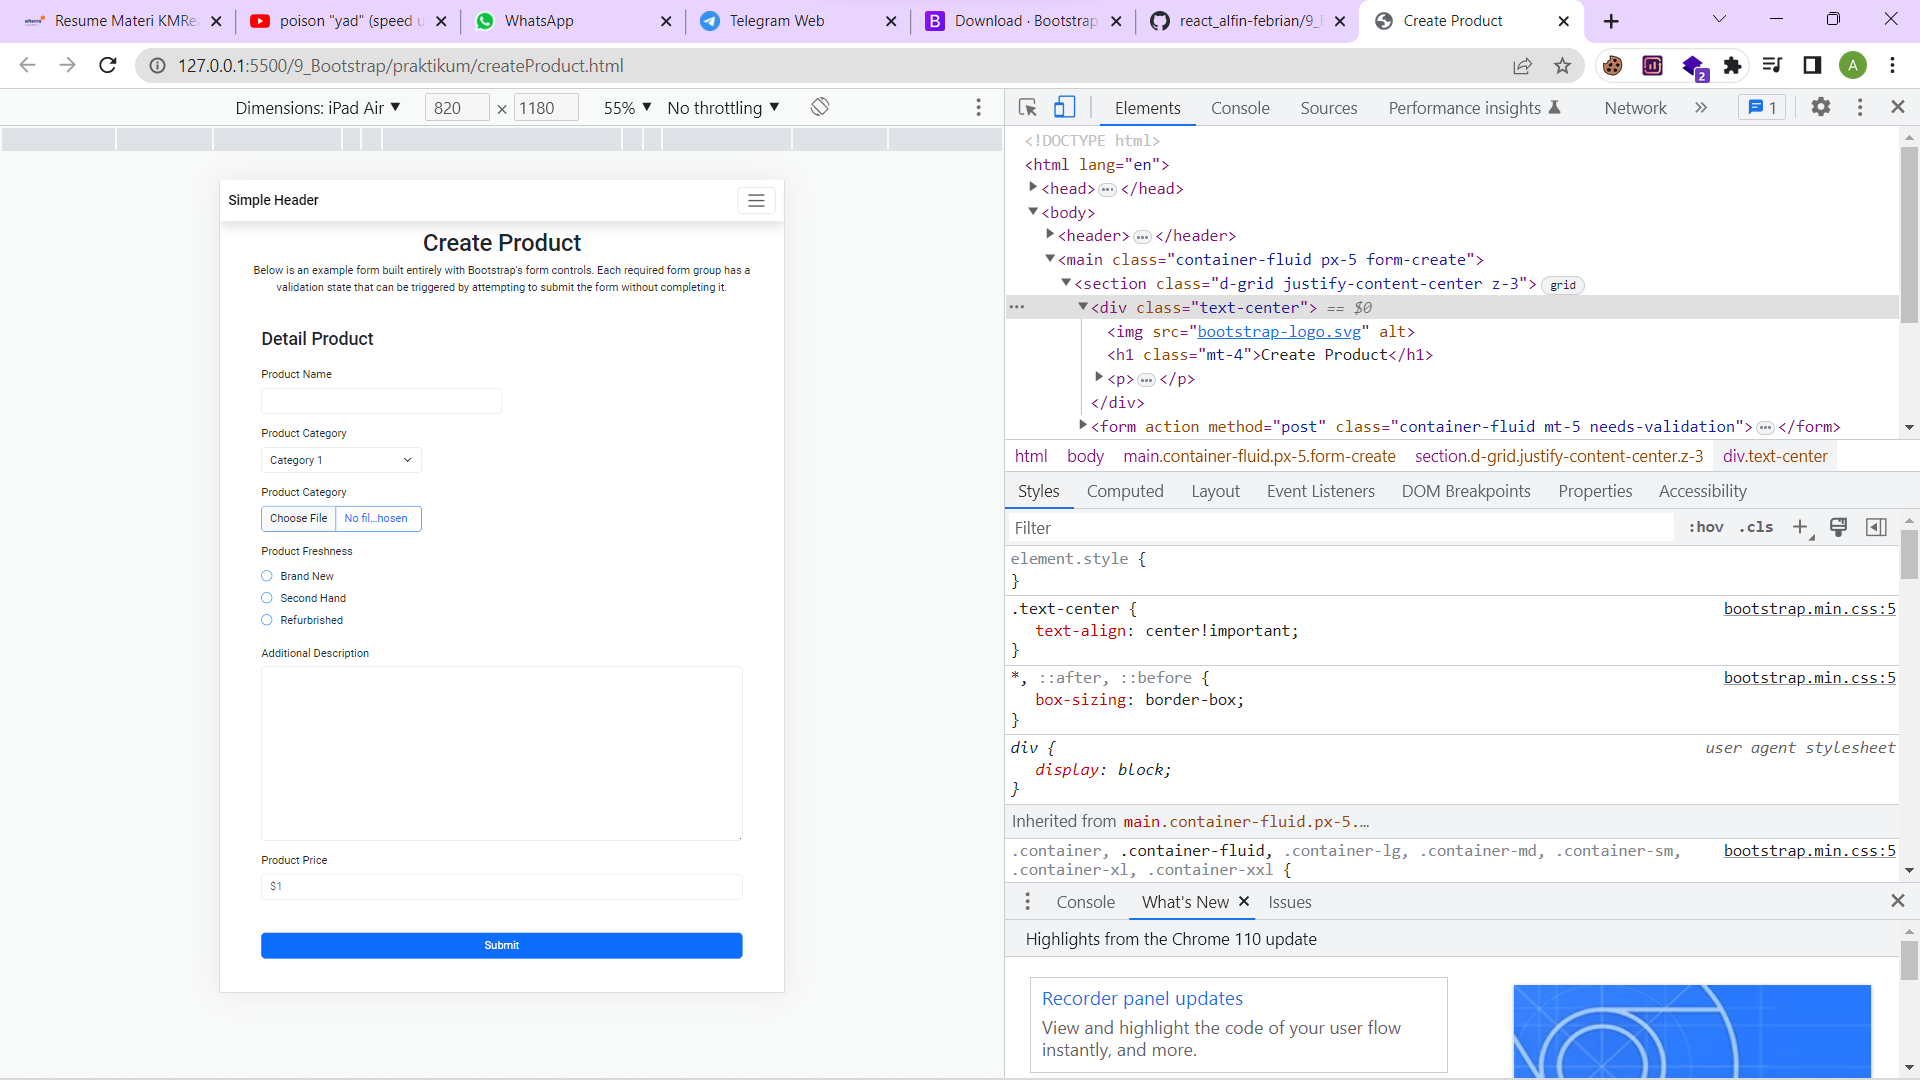 Resume Materi KMRea
poison "yad" (speed u
WhatsApp
Telegram Web
Download · Bootstrap
react_alfin-febrian/9_B
Create Product
127.0.0.1:5500/9_Bootstrap/praktikum/createProduct.html
2
A
Dimensions: iPad Air
820 × 1180
55%
No throttling
Elements
Console
Sources
Performance insights
Network
1
Simple Header
Create Product
Below is an example form built entirely with Bootstrap's form controls. Each required form group has a
validation state that can be triggered by attempting to submit the form without completing it.
Detail Product
Product Name
Product Category
Category 1
Product Category
Choose File No fil...hosen
Product Freshness
Brand New
Second Hand
Refurbrished
Additional Description
Product Price
$1
Submit
<!DOCTYPE html>
<html lang="en">
<head> ... </head>
<body>
<header> ... </header>
<main class="container-fluid px-5 form-create">
<section class="d-grid justify-content-center z-3"> grid
... <div class="text-center"> == $0
<img src="bootstrap-logo.svg" alt>
<h1 class="mt-4">Create Product</h1>
<p> ... </p>
</div>
<form action method="post" class="container-fluid mt-5 needs-validation"> ... </form>
html body main.container-fluid.px-5.form-create section.d-grid.justify-content-center.z-3 div.text-center
Styles Computed Layout Event Listeners DOM Breakpoints Properties Accessibility
Filter
:hov .cls
element.style {
}
.text-center { bootstrap.min.css:5
text-align: center!important;
}
*, ::after, ::before { bootstrap.min.css:5
box-sizing: border-box;
}
div { user agent stylesheet
display: block;
}
Inherited from main.container-fluid.px-5.…
.container, .container-fluid, .container-lg, .container-md, .container-sm, bootstrap.min.css:5
.container-xl, .container-xxl {
Console What's New Issues
Highlights from the Chrome 110 update
Recorder panel updates
View and highlight the code of your user flow
instantly, and more.